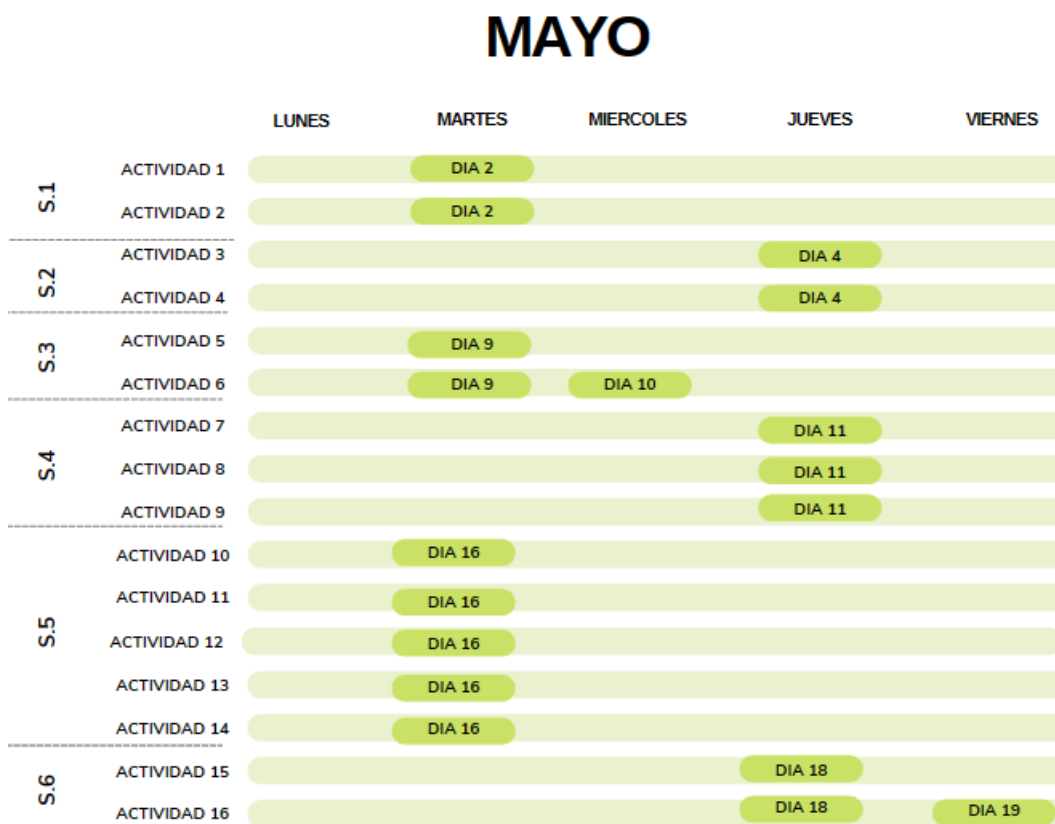 MAYO
LUNES MARTES MIERCOLES JUEVES VIERNES
S.1
ACTIVIDAD 1 DIA 2
ACTIVIDAD 2 DIA 2
S.2
ACTIVIDAD 3 DIA 4
ACTIVIDAD 4 DIA 4
S.3
ACTIVIDAD 5 DIA 9
ACTIVIDAD 6 DIA 9 DIA 10
S.4
ACTIVIDAD 7 DIA 11
ACTIVIDAD 8 DIA 11
ACTIVIDAD 9 DIA 11
S.5
ACTIVIDAD 10 DIA 16
ACTIVIDAD 11 DIA 16
ACTIVIDAD 12 DIA 16
ACTIVIDAD 13 DIA 16
ACTIVIDAD 14 DIA 16
S.6
ACTIVIDAD 15 DIA 18
ACTIVIDAD 16 DIA 18 DIA 19